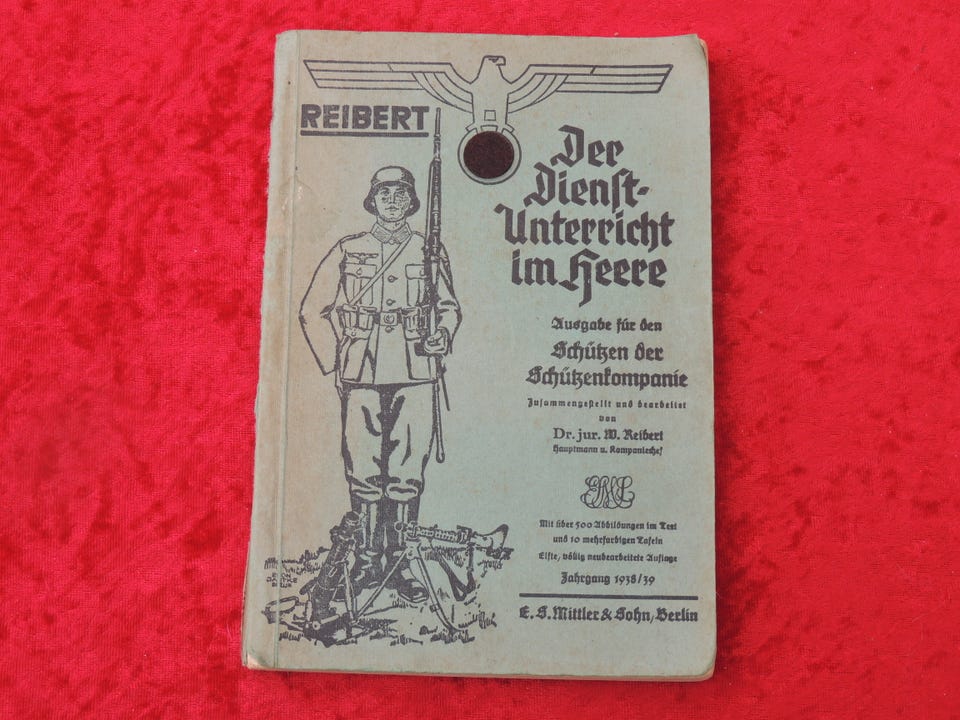 REIBERT
Der
Dienst-
Unterricht
im Heere
Ausgabe für den
Schützen der
Schützenkompanie
Zusammengestellt und bearbeitet
von
Dr. jur. W. Reibert
Hauptmann u. Kompaniechef
Mit über 500 Abbildungen im Text
und 10 mehrfarbigen Tafeln
Elfte, völlig neubearbeitete Auflage
Jahrgang 1938/39
E. S. Mittler & Sohn, Berlin